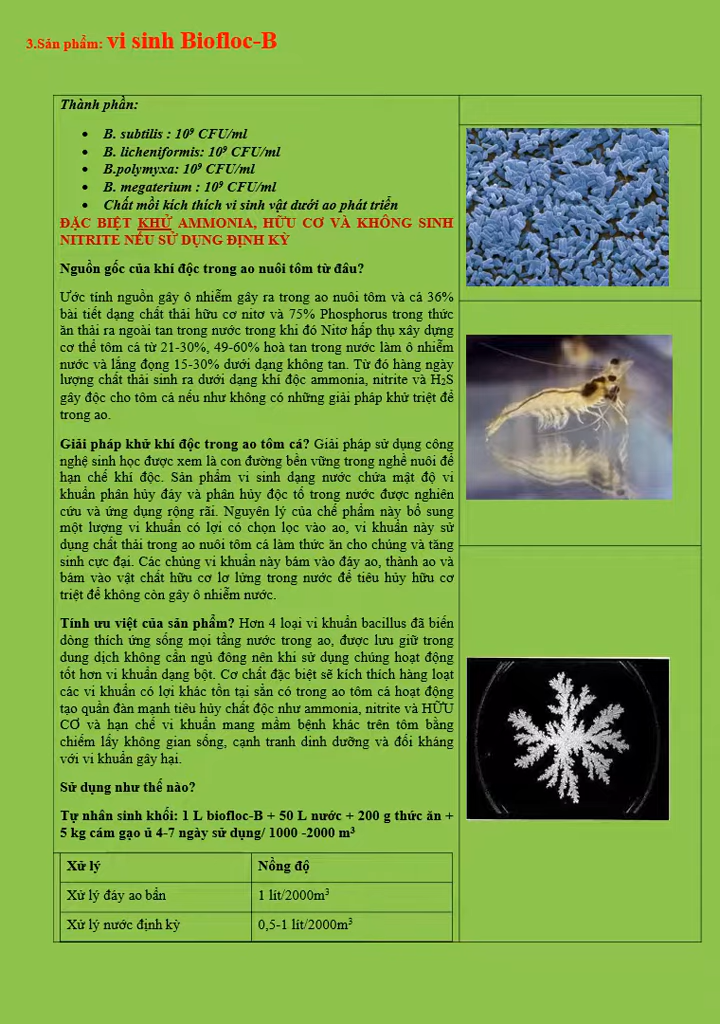 3.Sản phẩm: vi sinh Biofloc-B
Thành phần:
• B. subtilis : 10⁹ CFU/ml
• B. licheniformis: 10⁹ CFU/ml
• B.polymyxa: 10⁹ CFU/ml
• B. megaterium : 10⁹ CFU/ml
• Chất mồi kích thích vi sinh vật dưới ao phát triển
ĐẶC BIỆT KHỬ AMMONIA, HỮU CƠ VÀ KHÔNG SINH
NITRITE NẾU SỬ DỤNG ĐỊNH KỲ
Nguồn gốc của khí độc trong ao nuôi tôm từ đâu?
Ước tính nguồn gây ô nhiễm gây ra trong ao nuôi tôm và cá 36%
bài tiết dạng chất thải hữu cơ nitơ và 75% Phosphorus trong thức
ăn thải ra ngoài tan trong nước trong khi đó Nitơ hấp thụ xây dựng
cơ thể tôm cá từ 21-30%, 49-60% hoà tan trong nước làm ô nhiễm
nước và lắng đọng 15-30% dưới dạng không tan. Từ đó hàng ngày
lượng chất thải sinh ra dưới dạng khí độc ammonia, nitrite và H₂S
gây độc cho tôm cá nếu như không có những giải pháp khử triệt để
trong ao.
Giải pháp khử khí độc trong ao tôm cá? Giải pháp sử dụng công
nghệ sinh học được xem là con đường bền vững trong nghề nuôi để
hạn chế khí độc. Sản phẩm vi sinh dạng nước chứa mật độ vi
khuẩn phân hủy đáy và phân hủy độc tố trong nước được nghiên
cứu và ứng dụng rộng rãi. Nguyên lý của chế phẩm này bổ sung
một lượng vi khuẩn có lợi có chọn lọc vào ao, vi khuẩn này sử
dụng chất thải trong ao nuôi tôm cá làm thức ăn cho chúng và tăng
sinh cực đại. Các chủng vi khuẩn này bám vào đáy ao, thành ao và
bám vào vật chất hữu cơ lơ lửng trong nước để tiêu hủy hữu cơ
triệt để không còn gây ô nhiễm nước.
Tính ưu việt của sản phẩm? Hơn 4 loại vi khuẩn bacillus đã biến
dòng thích ứng sống mọi tầng nước trong ao, được lưu giữ trong
dung dịch không cần ngủ đông nên khi sử dụng chúng hoạt động
tốt hơn vi khuẩn dạng bột. Cơ chất đặc biệt sẽ kích thích hàng loạt
các vi khuẩn có lợi khác tồn tại sẳn có trong ao tôm cá hoạt động
tạo quần đàn mạnh tiêu hủy chất độc như ammonia, nitrite và HỮU
CƠ và hạn chế vi khuẩn mang mầm bệnh khác trên tôm bằng
chiếm lấy không gian sống, cạnh tranh dinh dưỡng và đối kháng
với vi khuẩn gây hại.
Sử dụng như thế nào?
Tự nhân sinh khối: 1 L biofloc-B + 50 L nước + 200 g thức ăn +
5 kg cám gạo ủ 4-7 ngày sử dụng/ 1000 -2000 m³
Xử lý Nồng độ
Xử lý đáy ao bẩn 1 lít/2000m³
Xử lý nước định kỳ 0,5-1 lít/2000m³